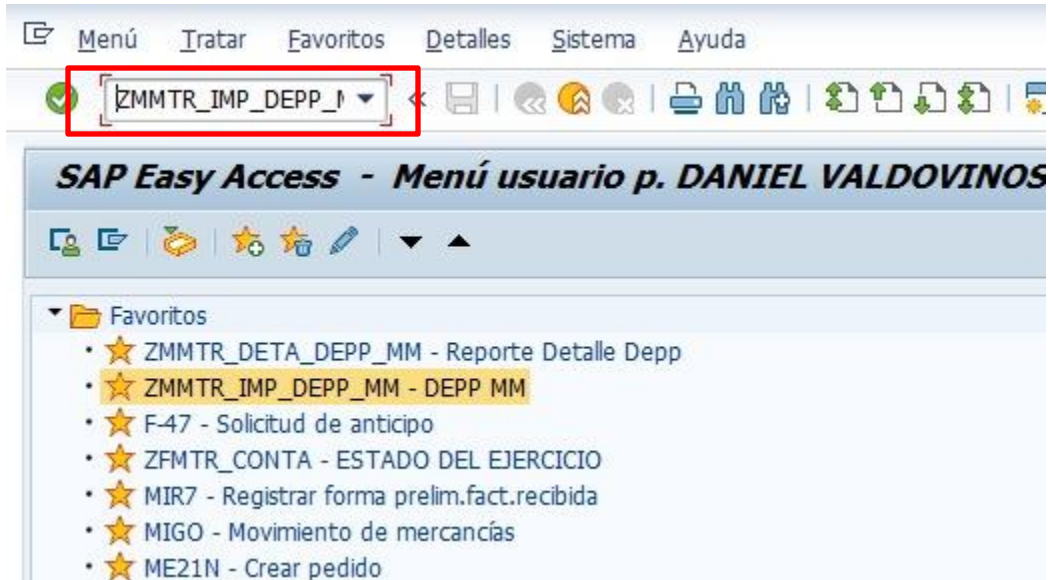 Menú Tratar Favoritos Detalles Sistema Ayuda
ZMMTR_IMP_DEPP_M
SAP Easy Access - Menú usuario p. DANIEL VALDOVINOS
Favoritos
ZMMTR_DETA_DEPP_MM - Reporte Detalle Depp
ZMMTR_IMP_DEPP_MM - DEPP MM
F-47 - Solicitud de anticipo
ZFMTR_CONTA - ESTADO DEL EJERCICIO
MIR7 - Registrar forma prelim.fact.recibida
MIGO - Movimiento de mercancías
ME21N - Crear pedido